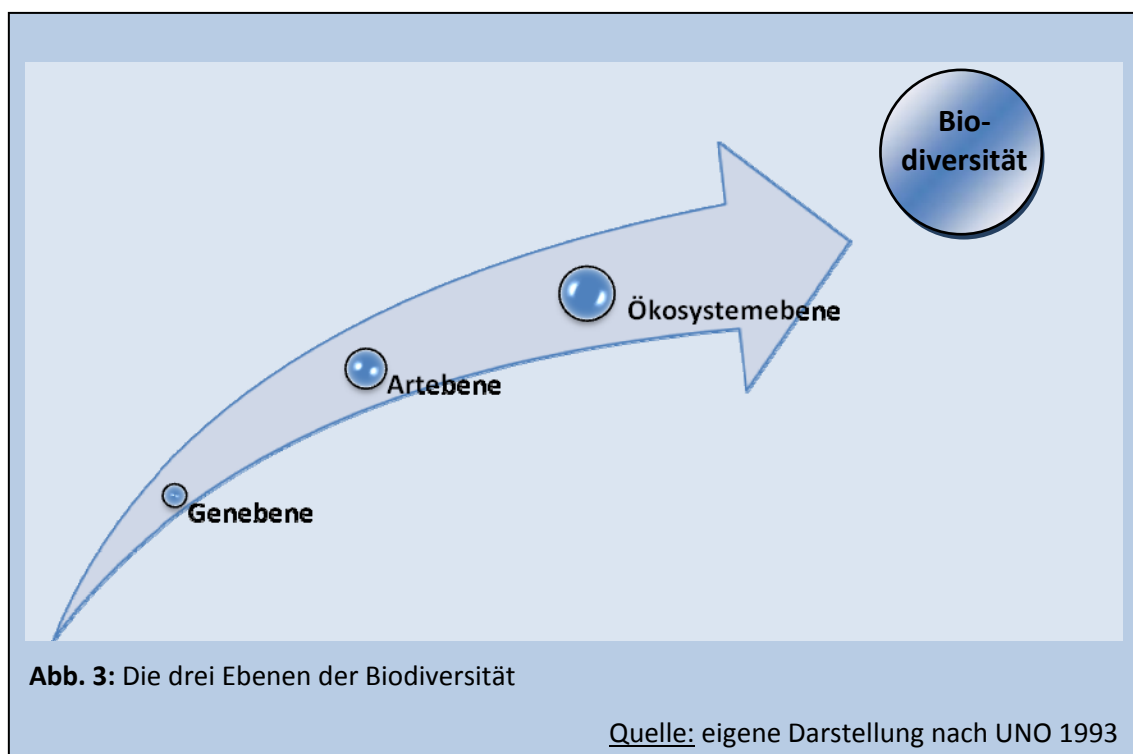 Bio-
diversität
Ökosystemebene
Artebene
Genebene
Abb. 3: Die drei Ebenen der Biodiversität
Quelle: eigene Darstellung nach UNO 1993